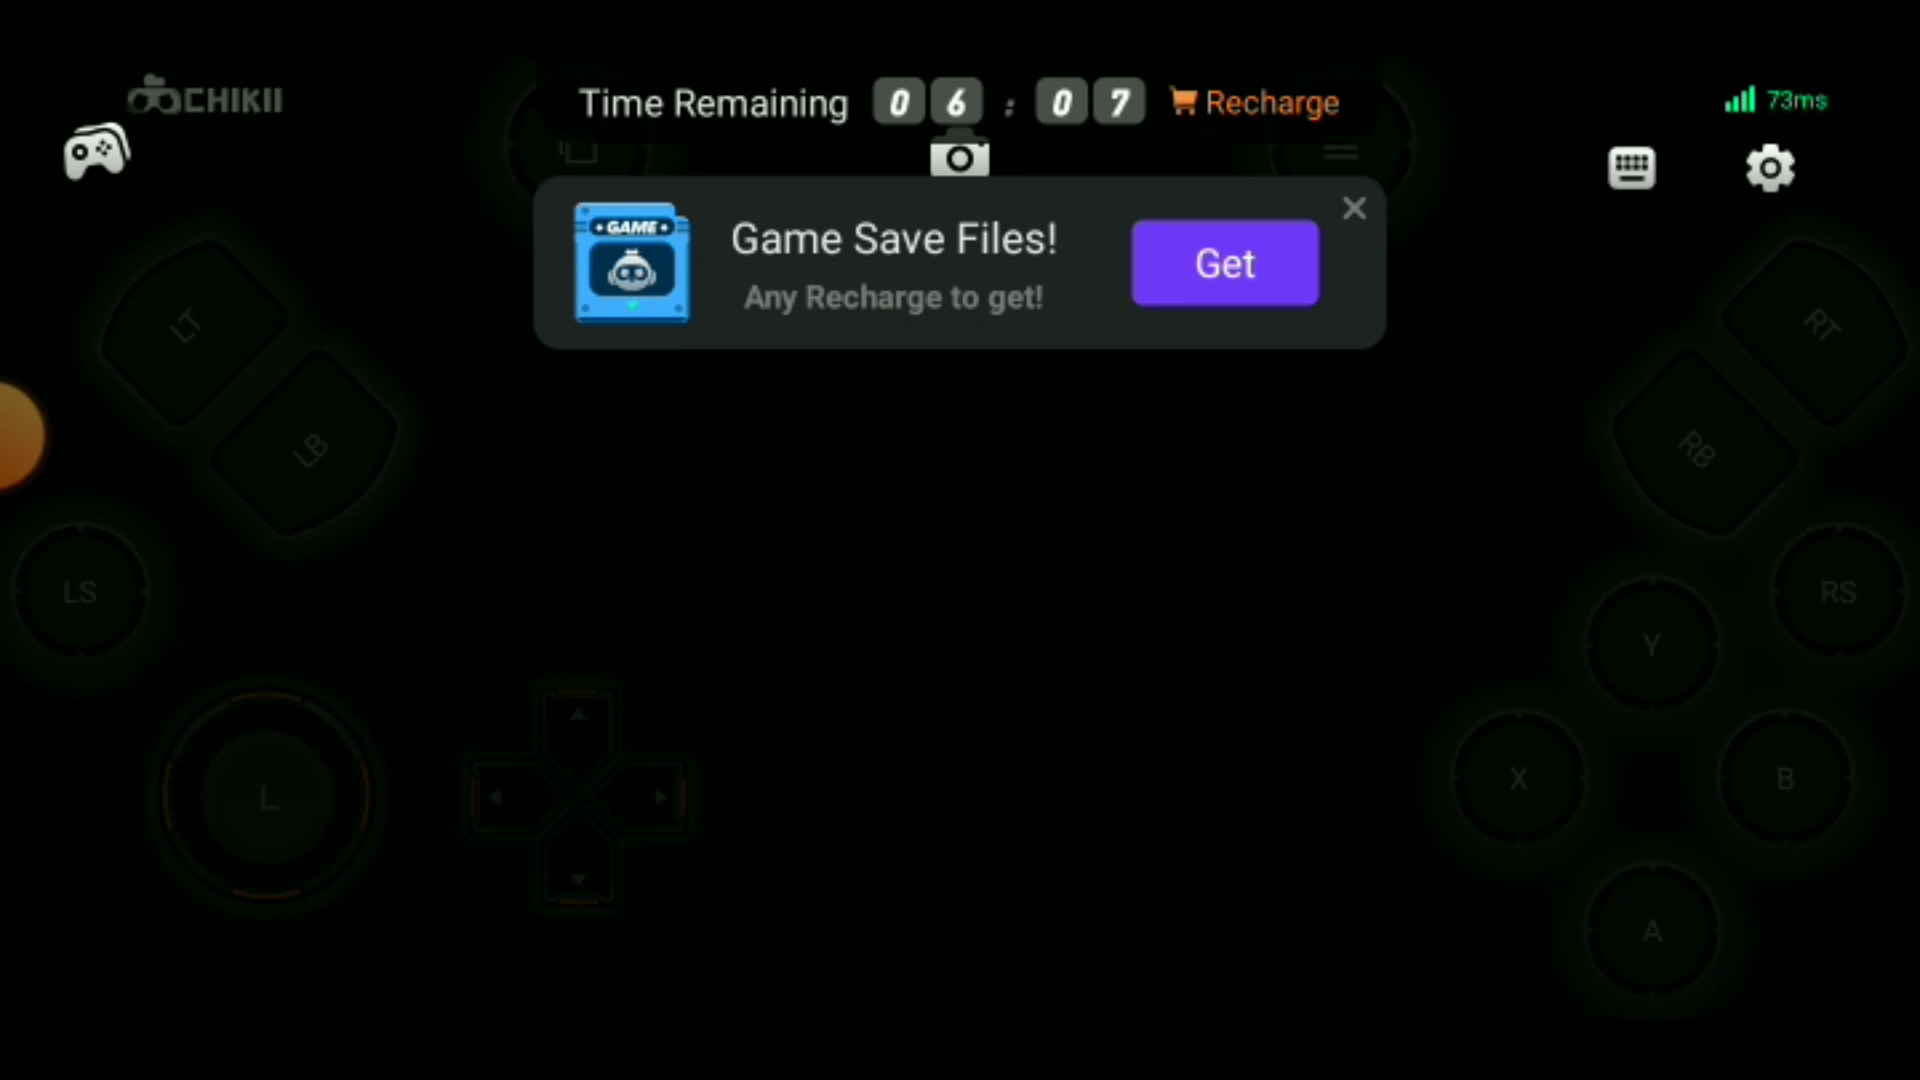 CHIKII
Time Remaining 06:07 Recharge
73ms
GAME
Game Save Files!
Any Recharge to get!
Get
LT
LB
RT
RB
LS
RS
Y
X
B
A
L